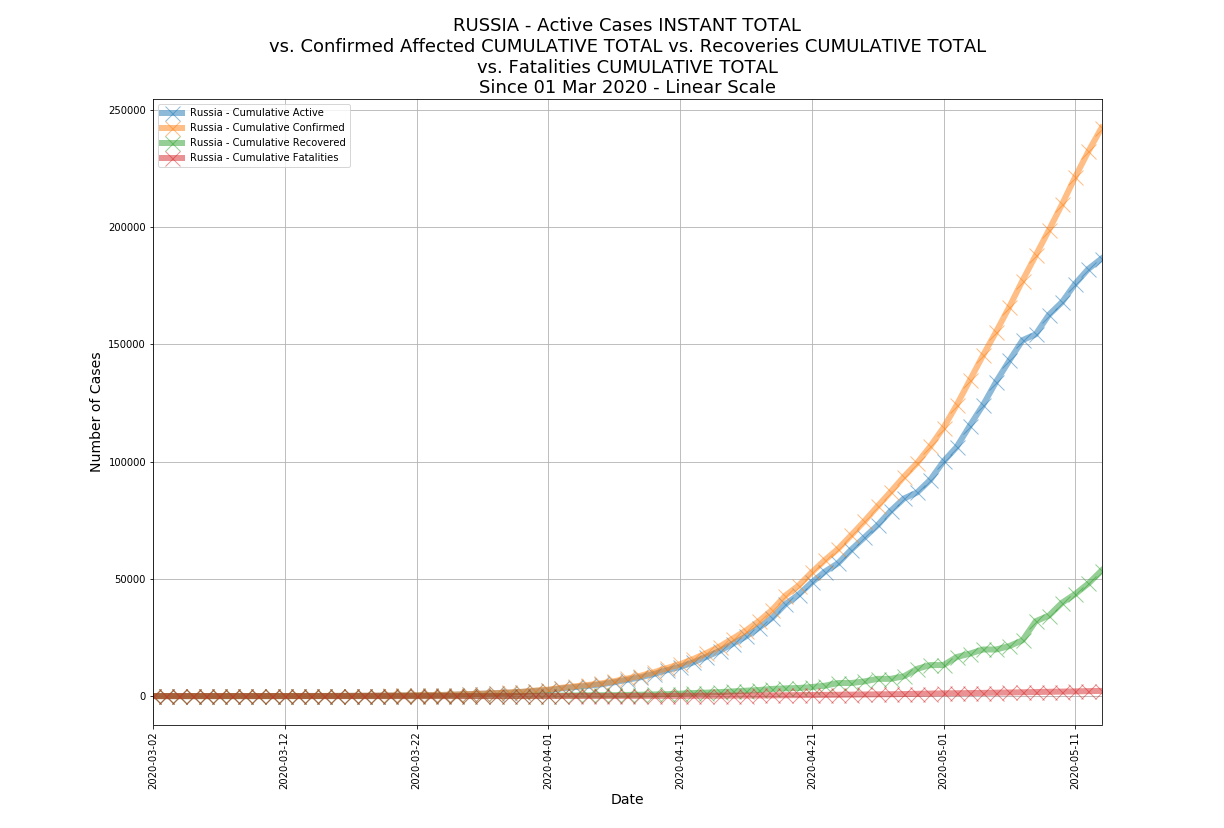 RUSSIA - Active Cases INSTANT TOTAL
vs. Confirmed Affected CUMULATIVE TOTAL vs. Recoveries CUMULATIVE TOTAL
vs. Fatalities CUMULATIVE TOTAL
Since 01 Mar 2020 - Linear Scale
Russia - Cumulative Active
Russia - Cumulative Confirmed
Russia - Cumulative Recovered
Russia - Cumulative Fatalities
Number of Cases
250000
200000
150000
100000
50000
0
2020-03-02
2020-03-12
2020-03-22
2020-04-01
2020-04-11
2020-04-21
2020-05-01
2020-05-11
Date